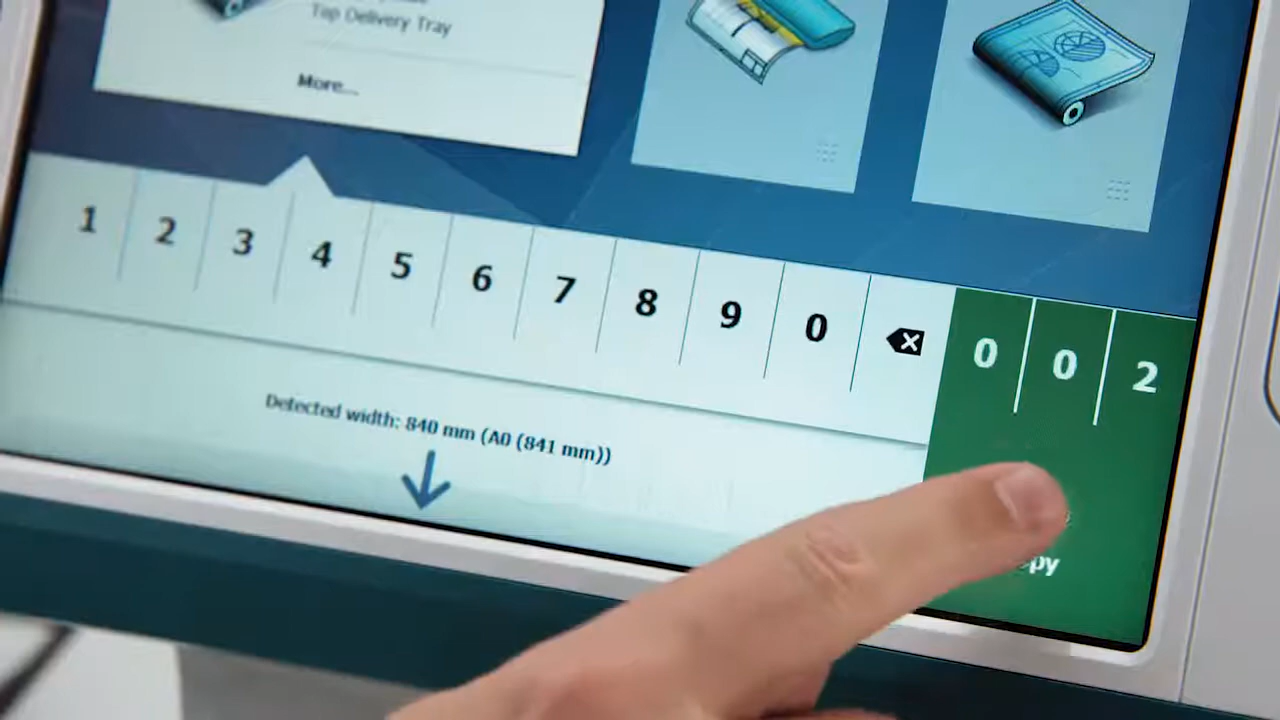 Top Delivery Tray
More...
1 2 3 4 5 6 7 8 9 0 0 0 2
Detected width: 840 mm (A0 (841 mm))